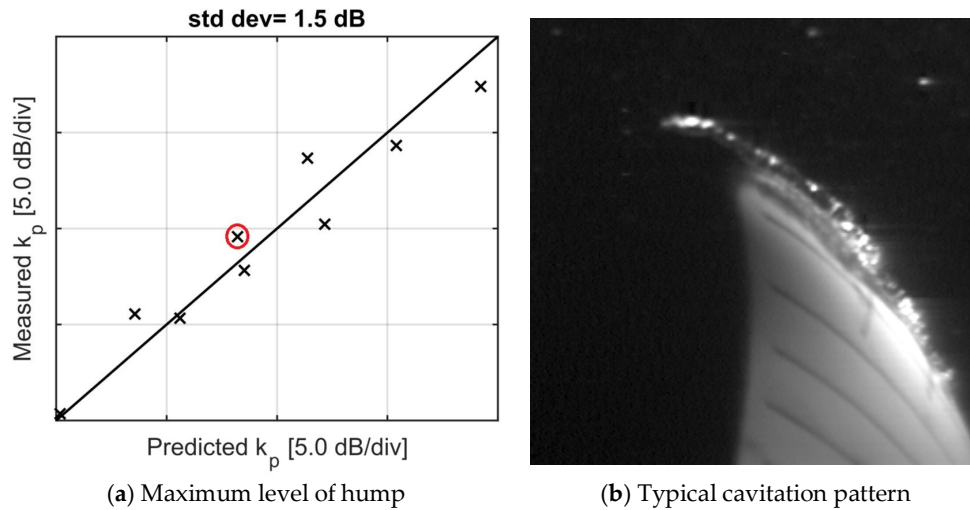 std dev= 1.5 dB
Measured k_p [5.0 dB/div]
Predicted k_p [5.0 dB/div]
(a) Maximum level of hump
(b) Typical cavitation pattern